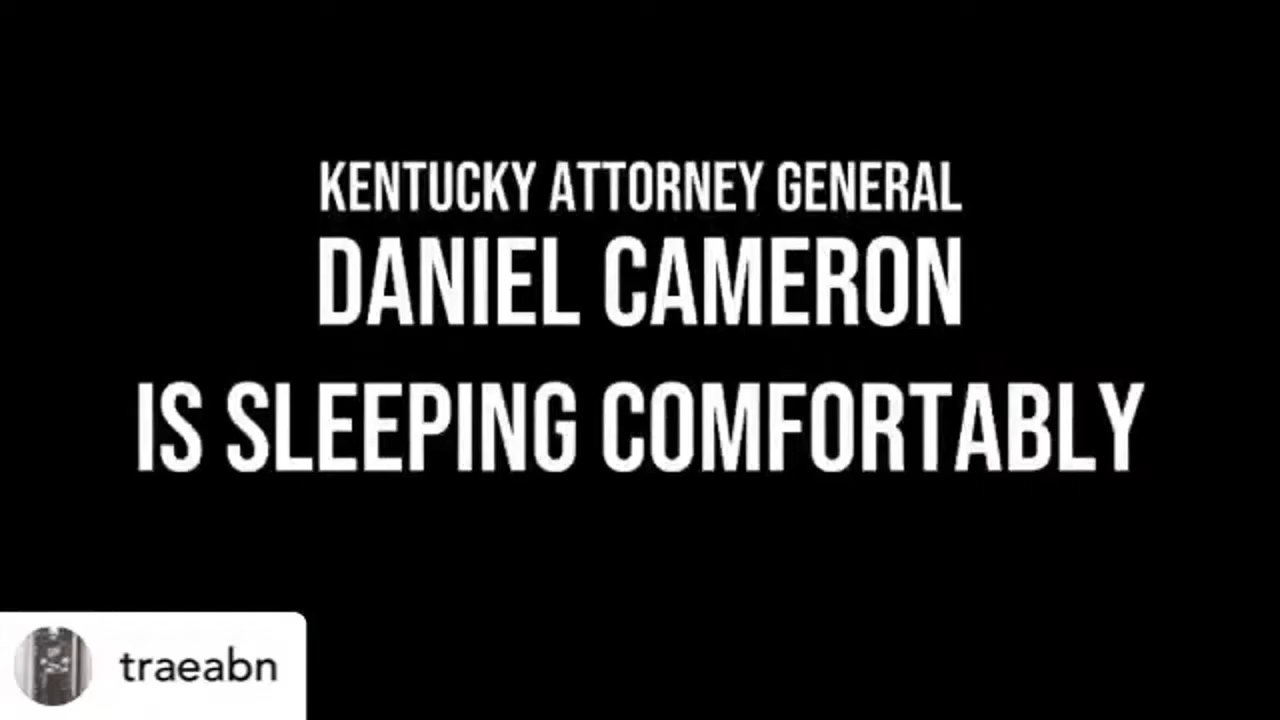 KENTUCKY ATTORNEY GENERAL
DANIEL CAMERON
IS SLEEPING COMFORTABLY
traeabn